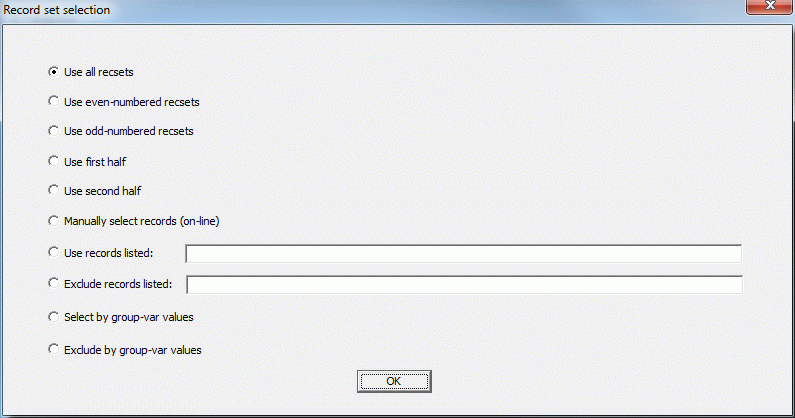 Record set selection
Use all recsets
Use even-numbered recsets
Use odd-numbered recsets
Use first half
Use second half
Manually select records (on-line)
Use records listed:
Exclude records listed:
Select by group-var values
Exclude by group-var values
OK